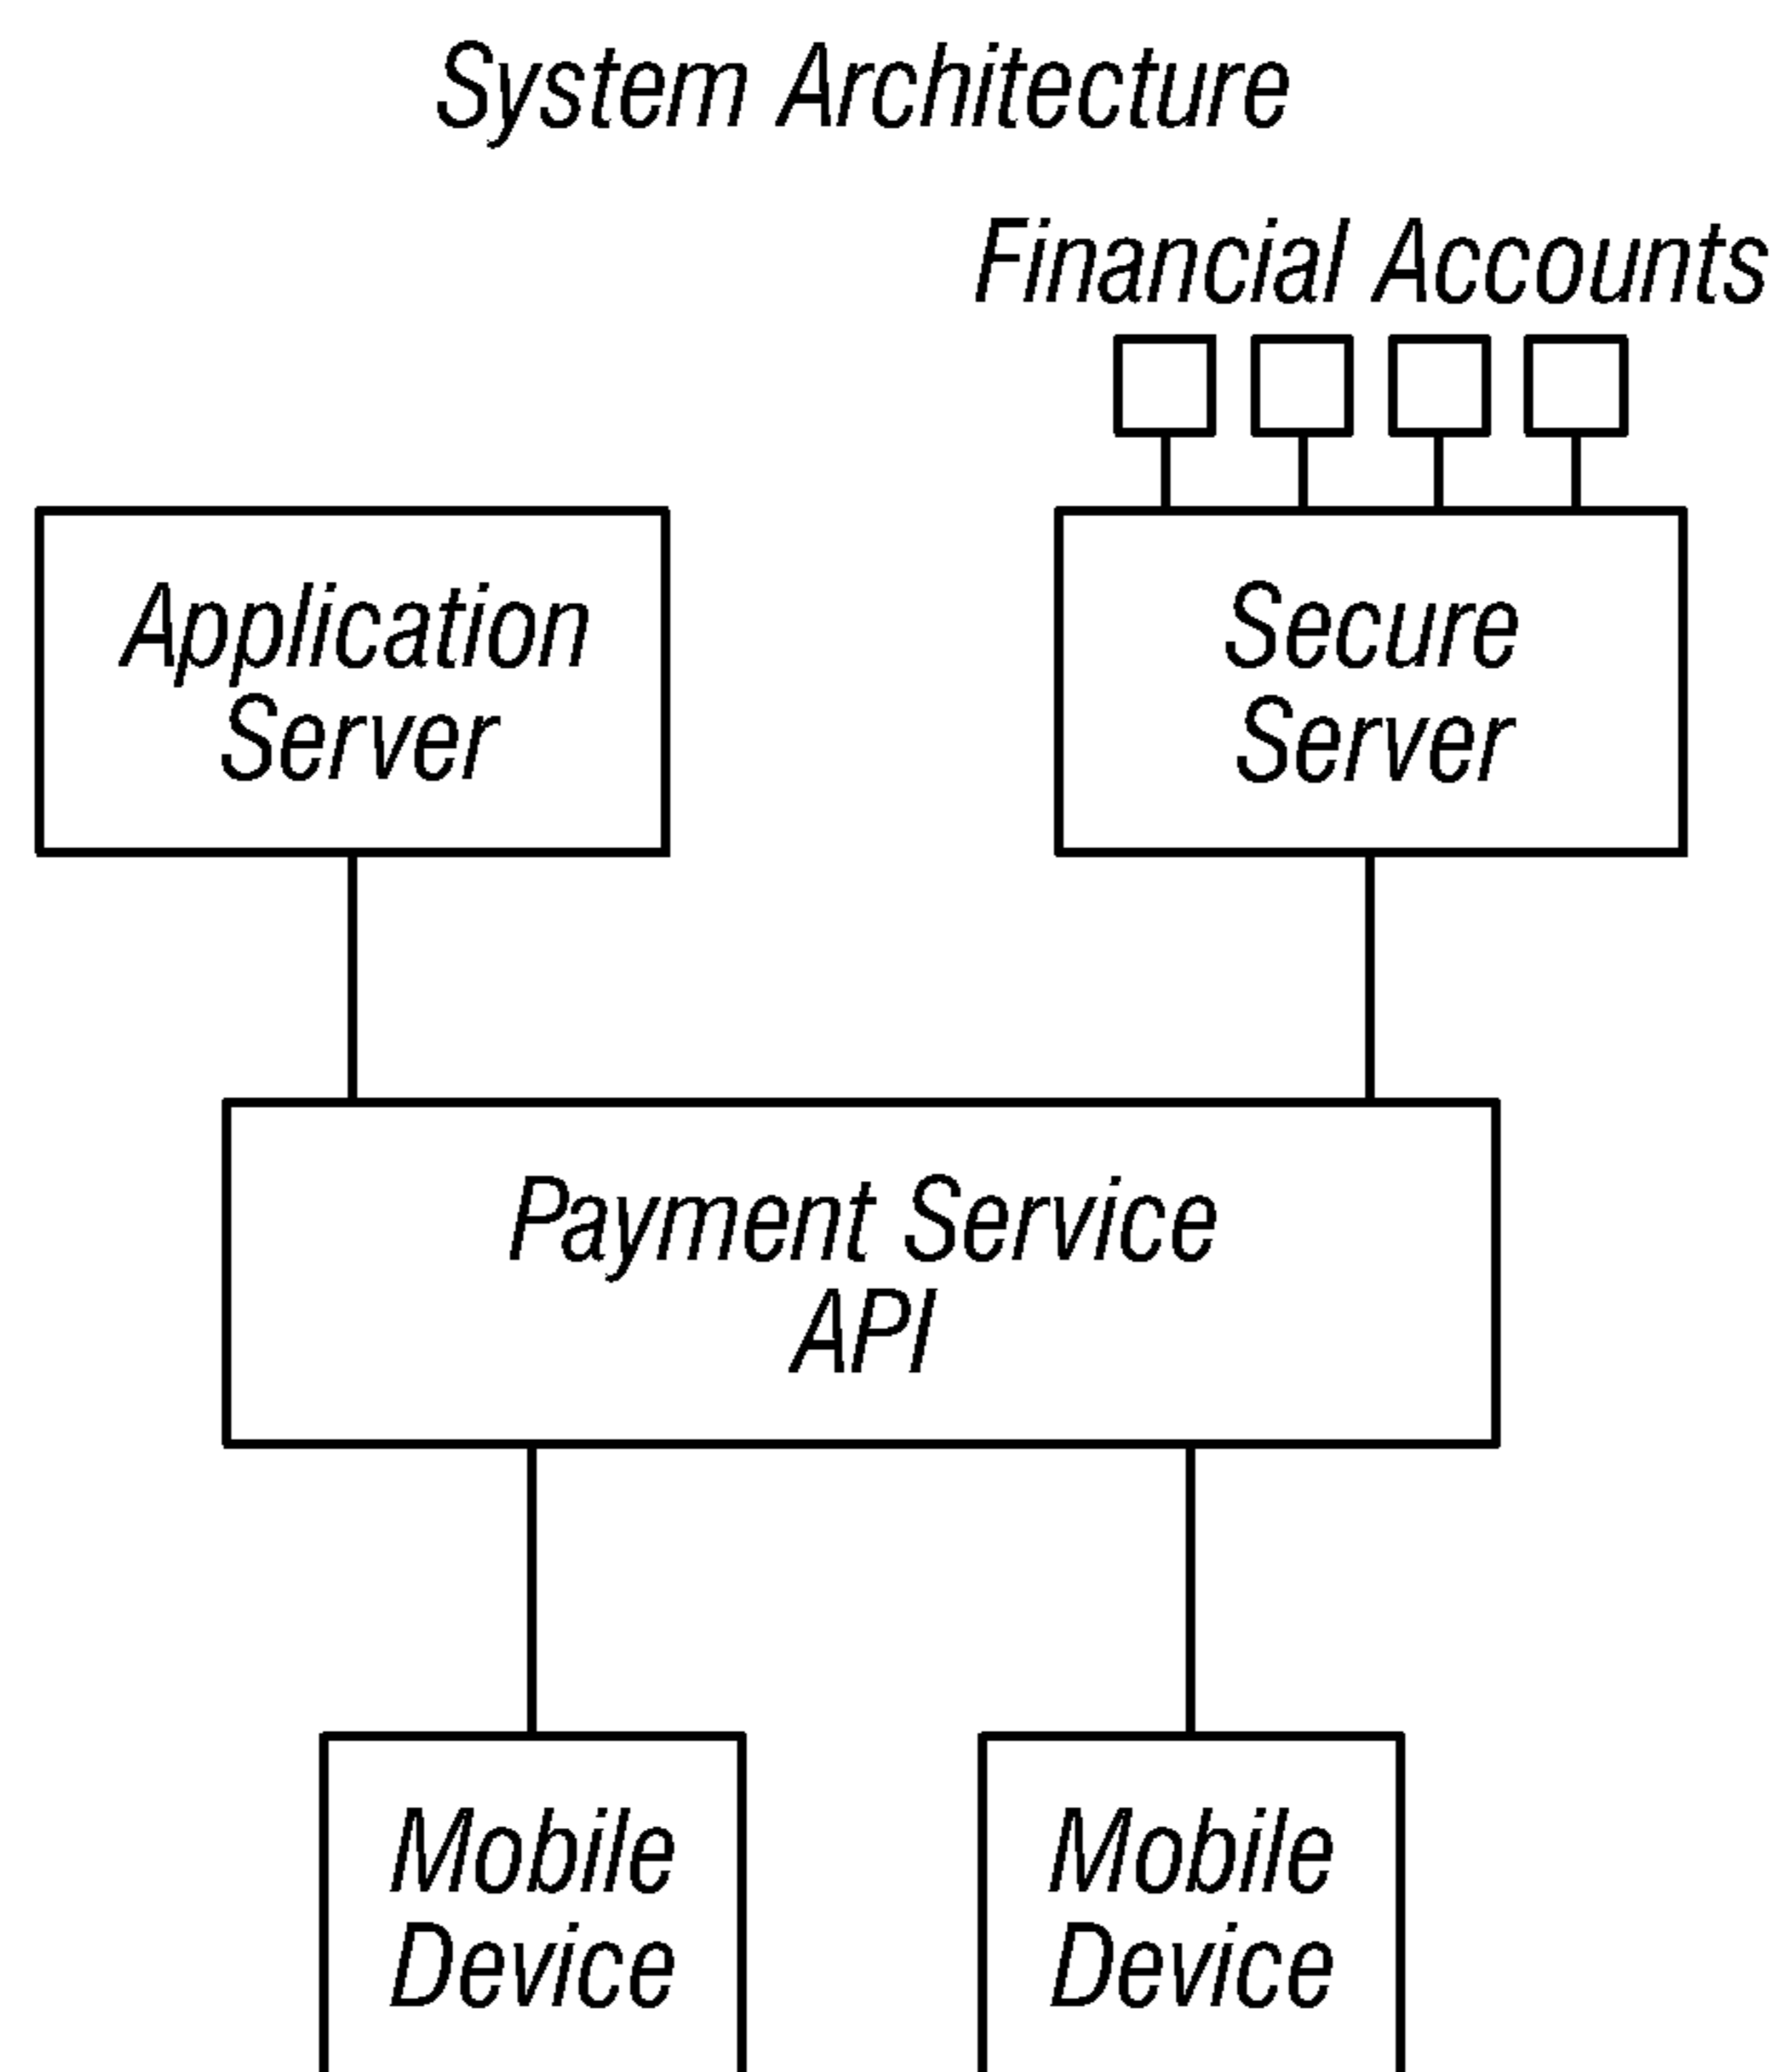 System Architecture
Financial Accounts
Application
Server
Secure
Server
Payment Service
API
Mobile
Device
Mobile
Device